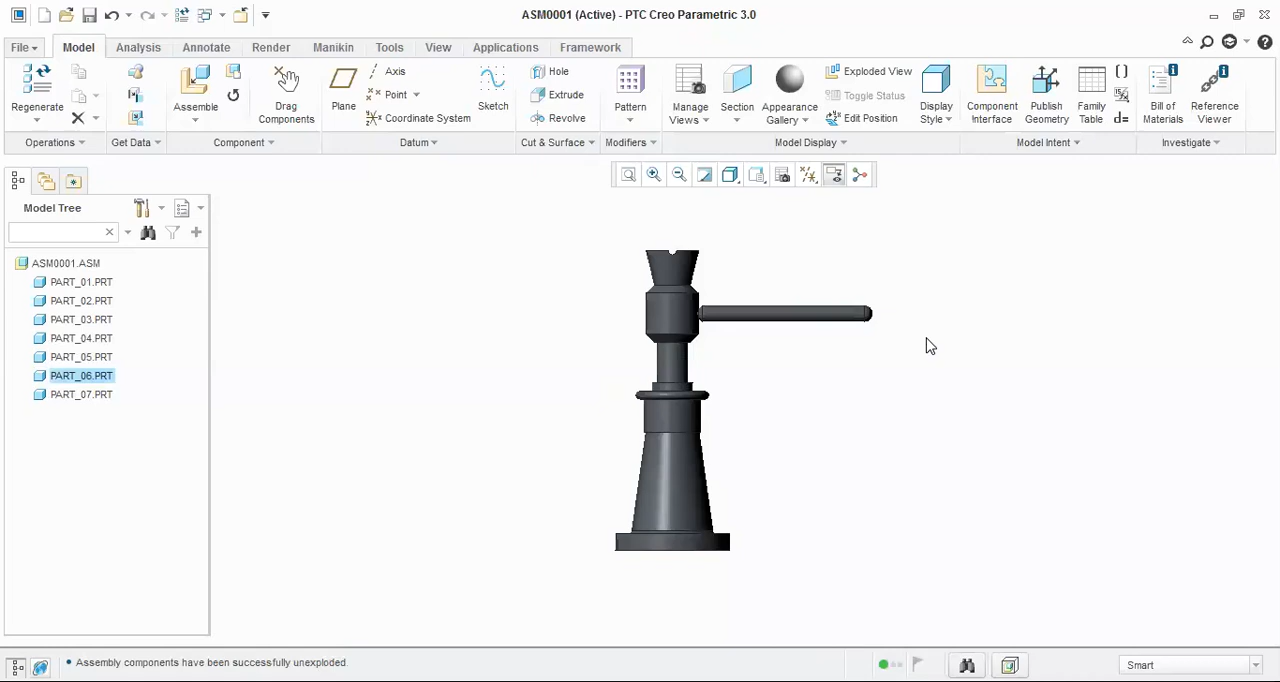 ASM0001 (Active) - PTC Creo Parametric 3.0
File Model Analysis Annotate Render Manikin Tools View Applications Framework
Regenerate
Assemble
Drag Components
Plane
Axis
Point
Coordinate System
Sketch
Hole
Extrude
Revolve
Pattern
Manage Views
Section
Appearance Gallery
Exploded View
Toggle Status
Edit Position
Display Style
Component Interface
Publish Geometry
Family Table
d=
Bill of Materials
Reference Viewer
Operations Get Data Component Datum Cut & Surface Modifiers Model Display Model Intent Investigate
Model Tree
ASM0001.ASM
PART_01.PRT
PART_02.PRT
PART_03.PRT
PART_04.PRT
PART_05.PRT
PART_06.PRT
PART_07.PRT
Assembly components have been successfully unexploded.
Smart